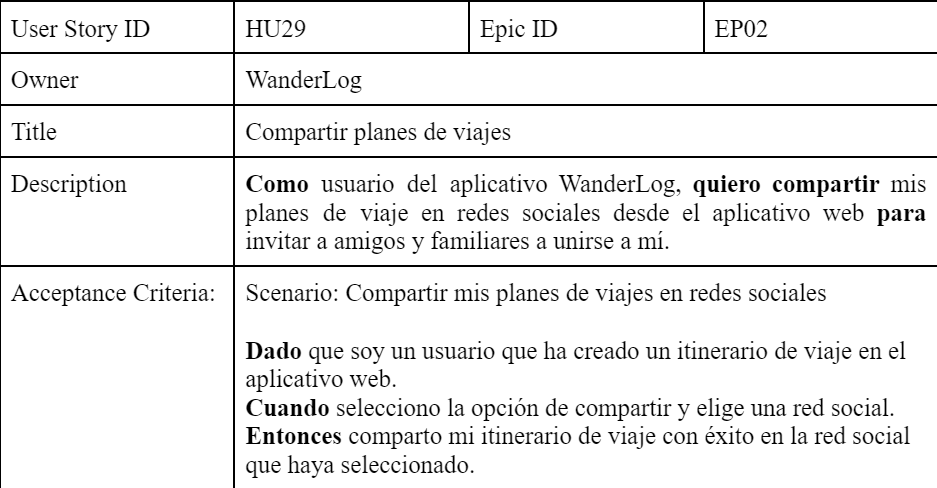 User Story ID HU29 Epic ID EP02
Owner WanderLog
Title Compartir planes de viajes
Description Como usuario del aplicativo WanderLog, quiero compartir mis
planes de viaje en redes sociales desde el aplicativo web para
invitar a amigos y familiares a unirse a mí.
Acceptance Criteria: Scenario: Compartir mis planes de viajes en redes sociales
Dado que soy un usuario que ha creado un itinerario de viaje en el
aplicativo web.
Cuando selecciono la opción de compartir y elige una red social.
Entonces comparto mi itinerario de viaje con éxito en la red social
que haya seleccionado.